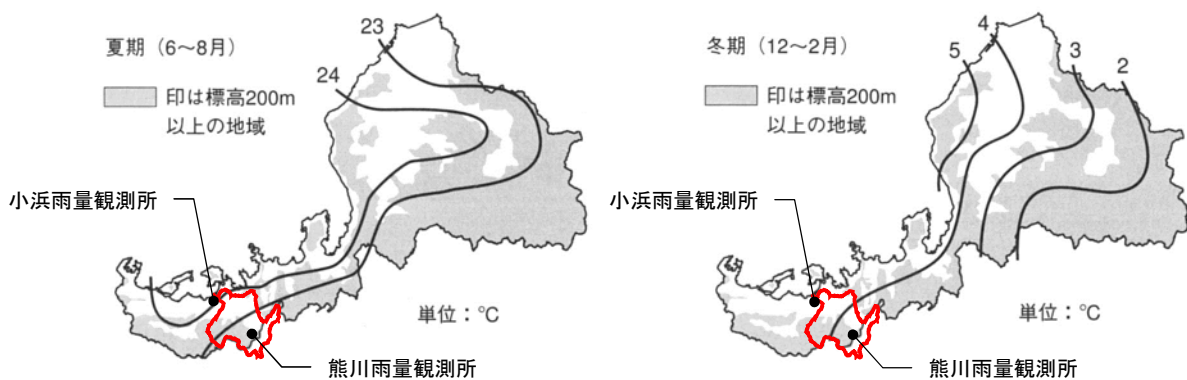 夏期（6～8月）
23
24
印は標高200m
以上の地域
小浜雨量観測所
単位：℃
熊川雨量観測所
冬期（12～2月）
5
4
3
2
印は標高200m
以上の地域
小浜雨量観測所
単位：℃
熊川雨量観測所